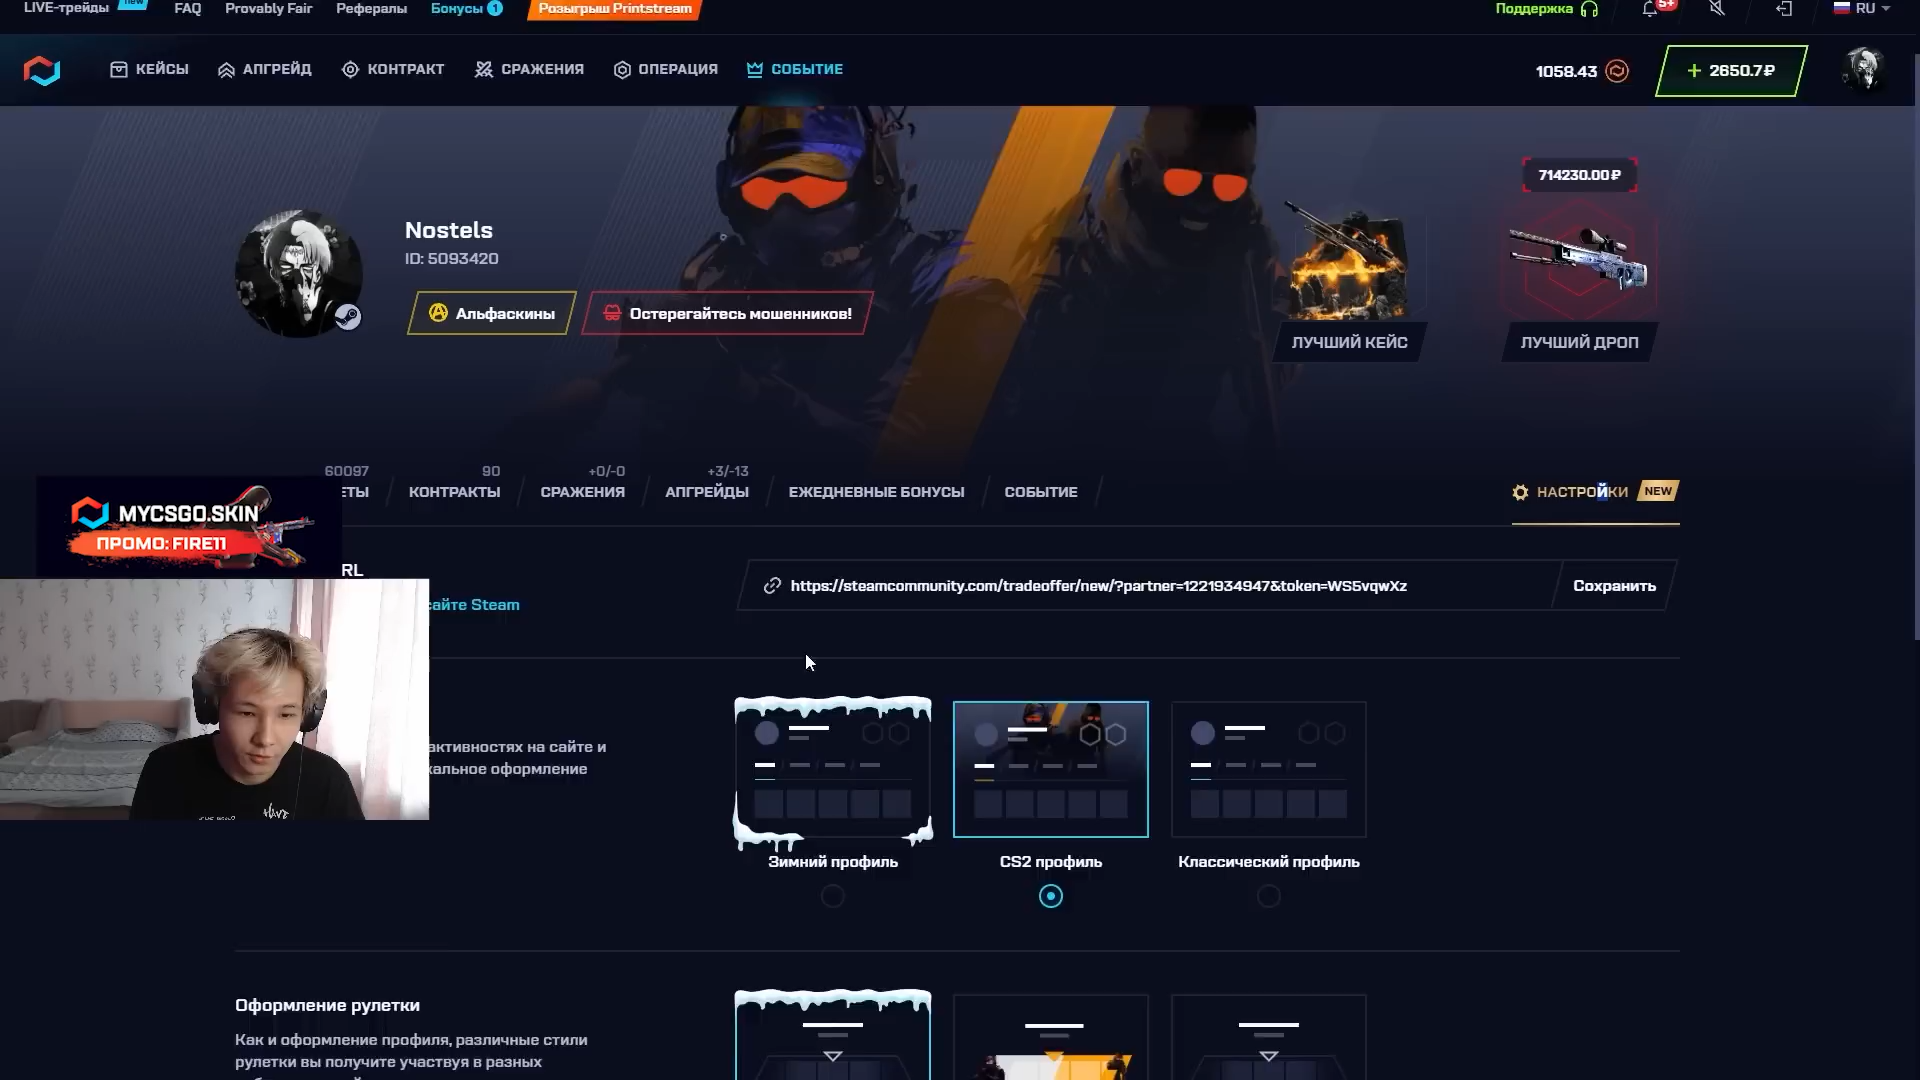 LIVE-трейды
new
FAQ
Provably Fair
Рефералы
Бонусы 1
Розыгрыш Printstream
Поддержка
5+
RU
КЕЙСЫ
АПГРЕЙД
КОНТРАКТ
СРАЖЕНИЯ
ОПЕРАЦИЯ
СОБЫТИЕ
1058.43
+ 2650.7₽
714230.00₽
Nostels
ID: 5093420
Альфаскины
Остерегайтесь мошенников!
ЛУЧШИЙ КЕЙС
ЛУЧШИЙ ДРОП
60097
90
+0/-0
+3/-13
ЕТЫ
КОНТРАКТЫ
СРАЖЕНИЯ
АПГРЕЙДЫ
ЕЖЕДНЕВНЫЕ БОНУСЫ
СОБЫТИЕ
НАСТРОЙКИ
NEW
MYCSGO.SKIN
ПРОМО: FIRE11
RL
https://steamcommunity.com/tradeoffer/new/?partner=1221934947&token=WS5vqwXz
Сохранить
сайте Steam
активностях на сайте и
кальное оформление
Зимний профиль
CS2 профиль
Классический профиль
Оформление рулетки
Как и оформление профиля, различные стили
рулетки вы получите участвуя в разных